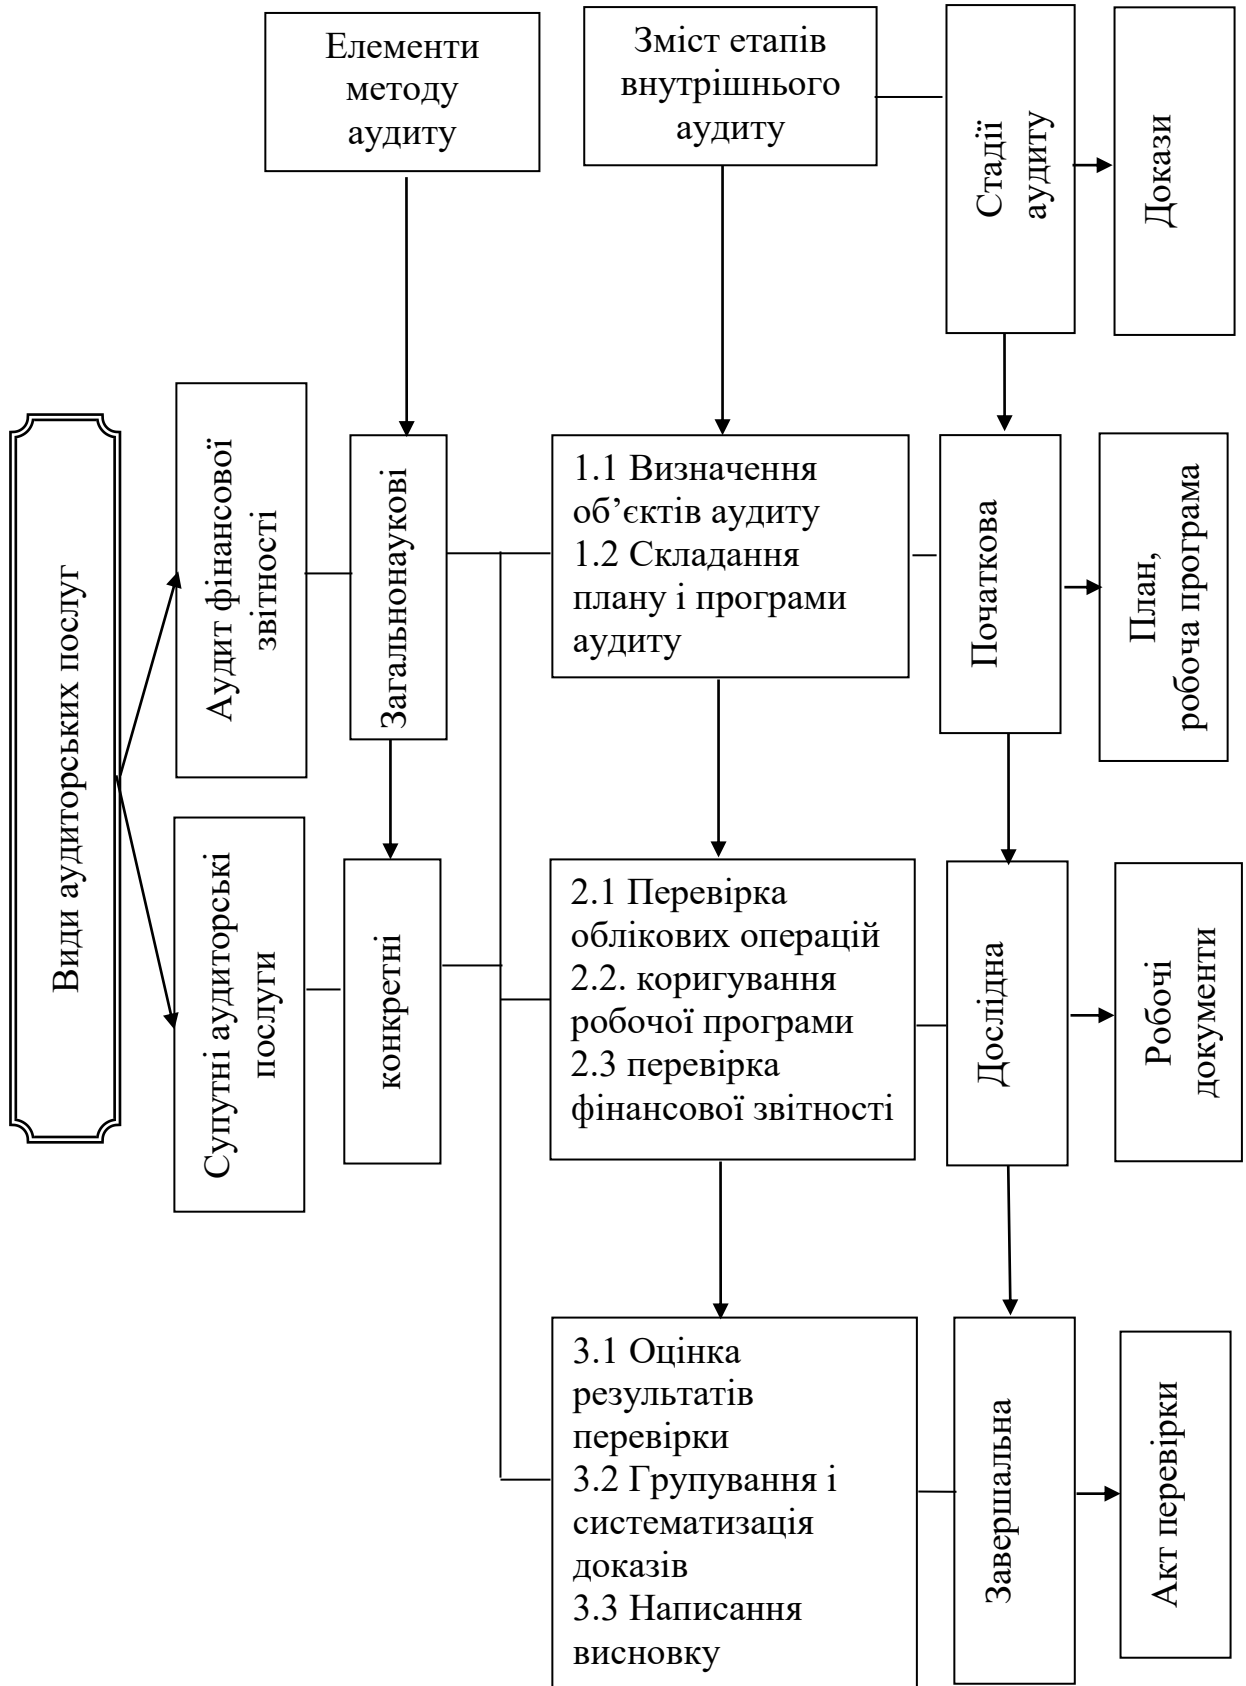 Елементи
методу
аудиту
Зміст етапів
внутрішнього
аудиту
Стадії
аудиту
Докази
Види аудиторських послуг
Аудит фінансової
звітності
Загальнонаукові
1.1 Визначення
об’єктів аудиту
1.2 Складання
плану і програми
аудиту
Початкова
План,
робоча програма
Супутні аудиторські
послуги
конкретні
2.1 Перевірка
облікових операцій
2.2. коригування
робочої програми
2.3 перевірка
фінансової звітності
Дослідна
Робочі
документи
3.1 Оцінка
результатів
перевірки
3.2 Групування і
систематизація
доказів
3.3 Написання
висновку
Завершальна
Акт перевірки